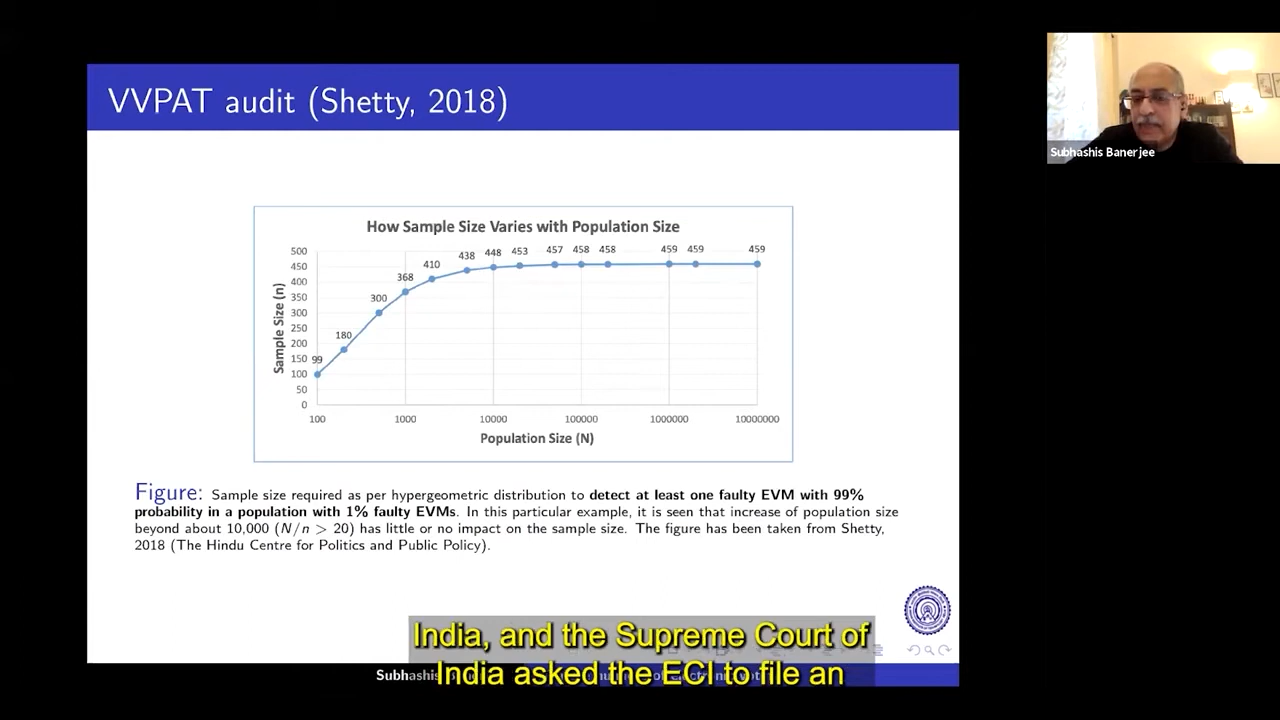 VVPAT audit (Shetty, 2018)
Subhashis Banerjee
How Sample Size Varies with Population Size
Sample Size (n)
500
450
400
350
300
250
200
150
100
50
0
99
180
300
368
410
438
448
453
457
458
458
459
459
459
100
1000
10000
100000
1000000
10000000
Population Size (N)
Figure: Sample size required as per hypergeometric distribution to detect at least one faulty EVM with 99%
probability in a population with 1% faulty EVMs. In this particular example, it is seen that increase of population size
beyond about 10,000 (N/n > 20) has little or no impact on the sample size. The figure has been taken from Shetty,
2018 (The Hindu Centre for Politics and Public Policy).
India, and the Supreme Court of
India asked the ECI to file an
Subhashis